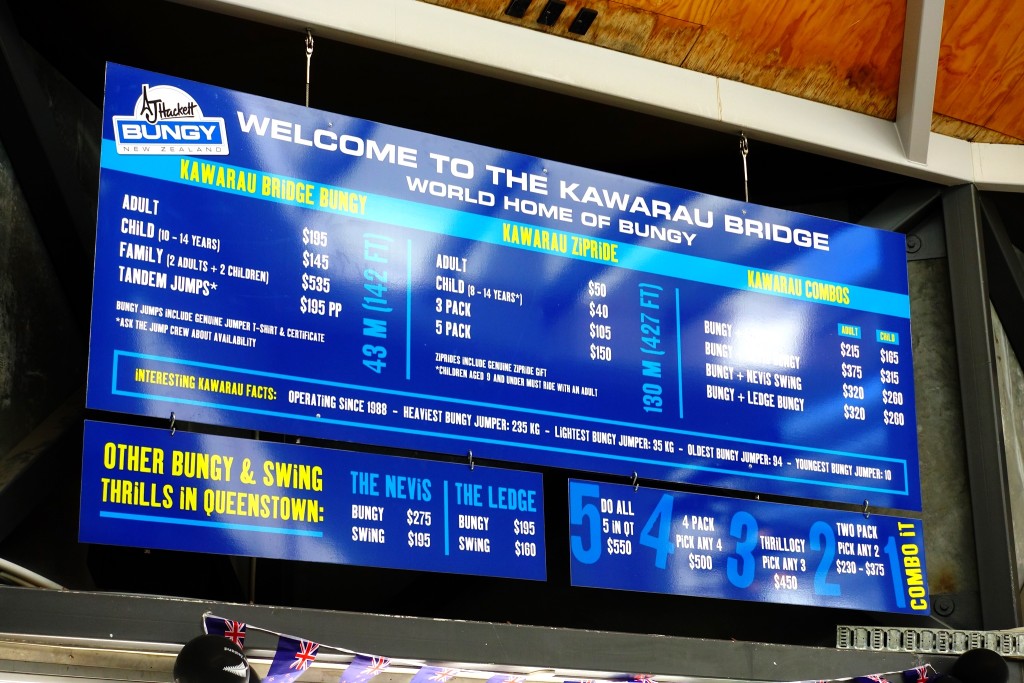 AJ Hackett
BUNGY
NEW ZEALAND
WELCOME TO THE KAWARAU BRIDGE
WORLD HOME OF BUNGY
KAWARAU BRIDGE BUNGY
ADULT $195
CHILD (10 - 14 YEARS) $145
FAMILY (2 ADULTS + 2 CHILDREN) $535
TANDEM JUMPS* $195 PP
BUNGY JUMPS INCLUDE GENUINE JUMPER T-SHIRT & CERTIFICATE
*ASK THE JUMP CREW ABOUT AVAILABILITY
43 M (142 FT)
KAWARAU ZIPRIDE
ADULT $50
CHILD (8 - 14 YEARS*) $40
3 PACK $105
5 PACK $150
ZIPRIDES INCLUDE GENUINE ZIPRIDE GIFT
*CHILDREN AGED 9 AND UNDER MUST RIDE WITH AN ADULT
130 M (427 FT)
KAWARAU COMBOS
ADULT CHILD
BUNGY $215 $165
BUNGY BUNGY $375 $315
BUNGY + NEVIS SWING $320 $260
BUNGY + LEDGE BUNGY $320 $260
INTERESTING KAWARAU FACTS: OPERATING SINCE 1988 - HEAVIEST BUNGY JUMPER: 235 KG - LIGHTEST BUNGY JUMPER: 35 KG - OLDEST BUNGY JUMPER: 94 - YOUNGEST BUNGY JUMPER: 10
OTHER BUNGY & SWING
THRILLS IN QUEENSTOWN:
THE NEVIS
BUNGY $275
SWING $195
THE LEDGE
BUNGY $195
SWING $160
5
DO ALL
5 IN QT
$550
4
4 PACK
PICK ANY 4
$500
3
THRILLOGY
PICK ANY 3
$450
2
TWO PACK
PICK ANY 2
$230 - $375
1
COMBO IT